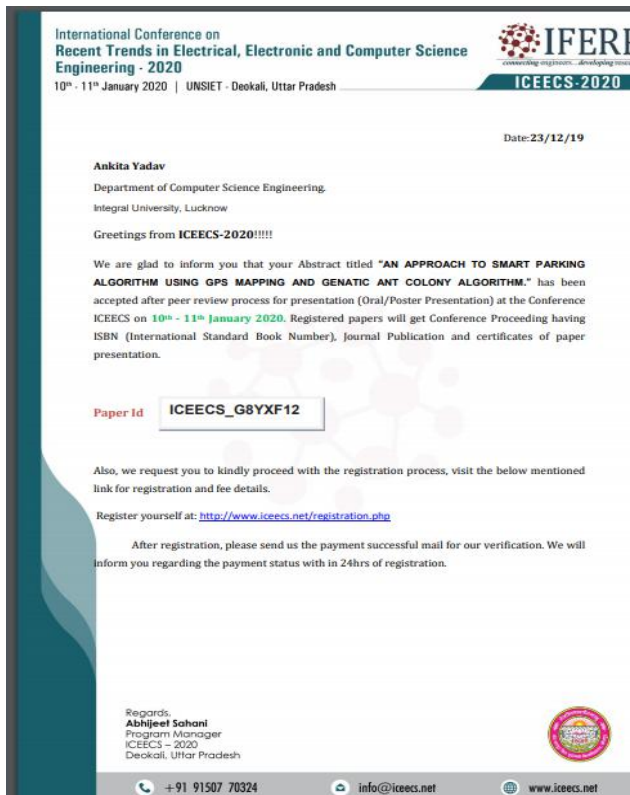 International Conference on
Recent Trends in Electrical, Electronic and Computer Science
Engineering - 2020
10th - 11th January 2020 | UNSIET - Deokali, Uttar Pradesh
IFERP
connecting engineers... developing
ICEECS-2020
Date:23/12/19
Ankita Yadav
Department of Computer Science Engineering.
Integral University, Lucknow
Greetings from ICEECS-2020!!!!!
We are glad to inform you that your Abstract titled "AN APPROACH TO SMART PARKING
ALGORITHM USING GPS MAPPING AND GENATIC ANT COLONY ALGORITHM." has been
accepted after peer review process for presentation (Oral/Poster Presentation) at the Conference
ICEECS on 10th - 11th January 2020. Registered papers will get Conference Proceeding having
ISBN (International Standard Book Number), Journal Publication and certificates of paper
presentation.
Paper Id ICEECS_G8YXF12
Also, we request you to kindly proceed with the registration process, visit the below mentioned
link for registration and fee details.
Register yourself at: http://www.iceecs.net/registration.php
After registration, please send us the payment successful mail for our verification. We will
inform you regarding the payment status with in 24hrs of registration.
Regards,
Abhijeet Sahani
Program Manager
ICEECS – 2020
Deokali, Uttar Pradesh
+91 91507 70324 info@iceecs.net www.iceecs.net